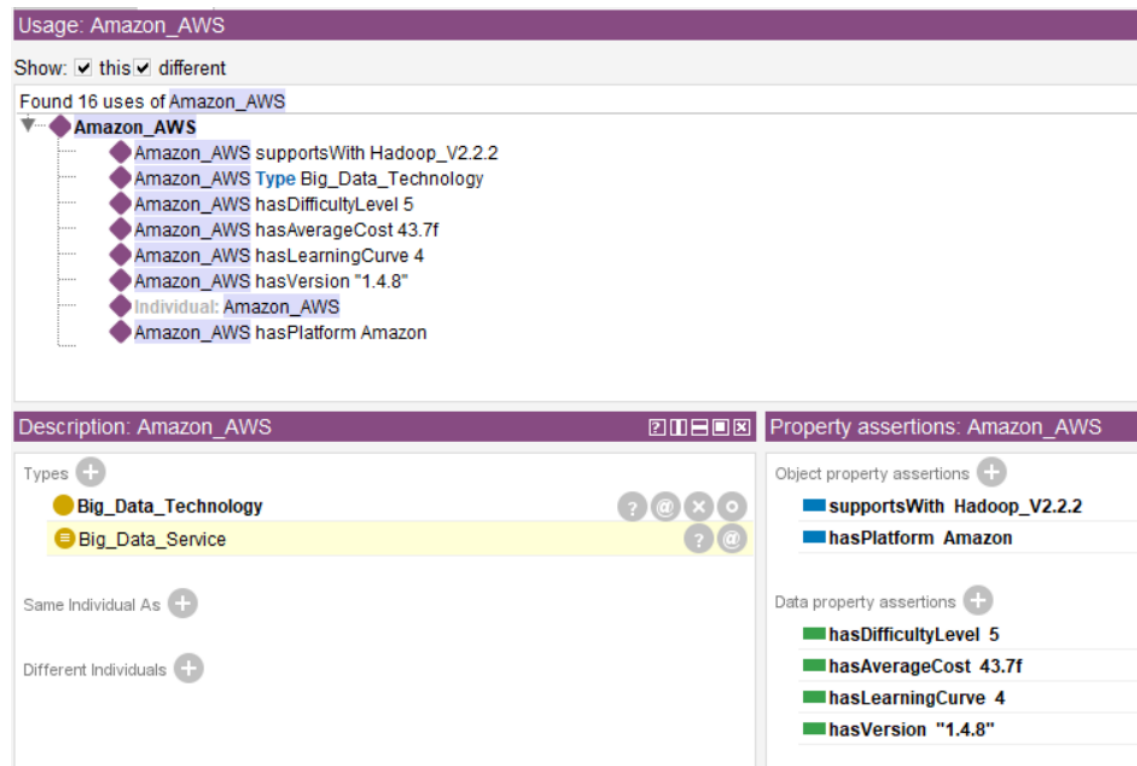 Usage: Amazon_AWS
Show: this different
Found 16 uses of Amazon_AWS
Amazon_AWS
Amazon_AWS supportsWith Hadoop_V2.2.2
Amazon_AWS Type Big_Data_Technology
Amazon_AWS hasDifficultyLevel 5
Amazon_AWS hasAverageCost 43.7f
Amazon_AWS hasLearningCurve 4
Amazon_AWS hasVersion "1.4.8"
Individual: Amazon_AWS
Amazon_AWS hasPlatform Amazon
Description: Amazon_AWS
Types
Big_Data_Technology
Big_Data_Service
Same Individual As
Different Individuals
Property assertions: Amazon_AWS
Object property assertions
supportsWith Hadoop_V2.2.2
hasPlatform Amazon
Data property assertions
hasDifficultyLevel 5
hasAverageCost 43.7f
hasLearningCurve 4
hasVersion "1.4.8"